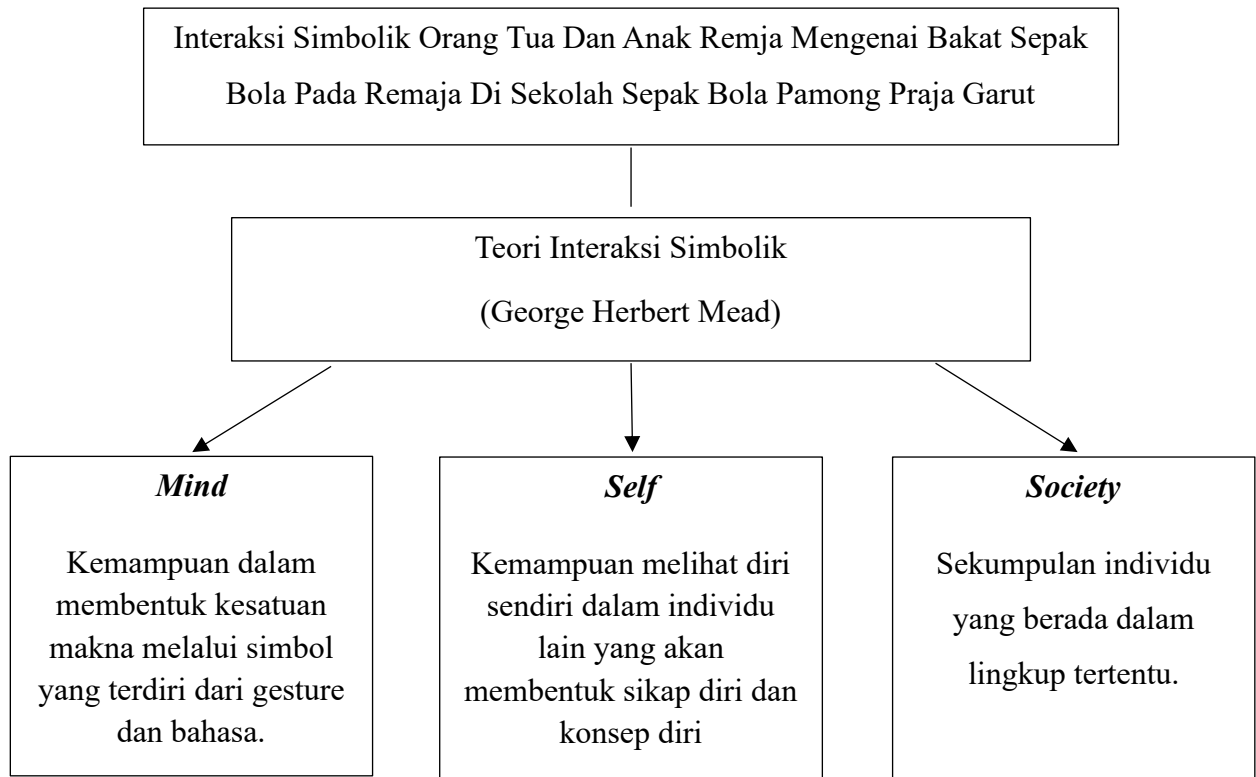 Interaksi Simbolik Orang Tua Dan Anak Remja Mengenai Bakat Sepak
Bola Pada Remaja Di Sekolah Sepak Bola Pamong Praja Garut
Teori Interaksi Simbolik
(George Herbert Mead)
Mind
Kemampuan dalam
membentuk kesatuan
makna melalui simbol
yang terdiri dari gesture
dan bahasa.
Self
Kemampuan melihat diri
sendiri dalam individu
lain yang akan
membentuk sikap diri dan
konsep diri
Society
Sekumpulan individu
yang berada dalam
lingkup tertentu.